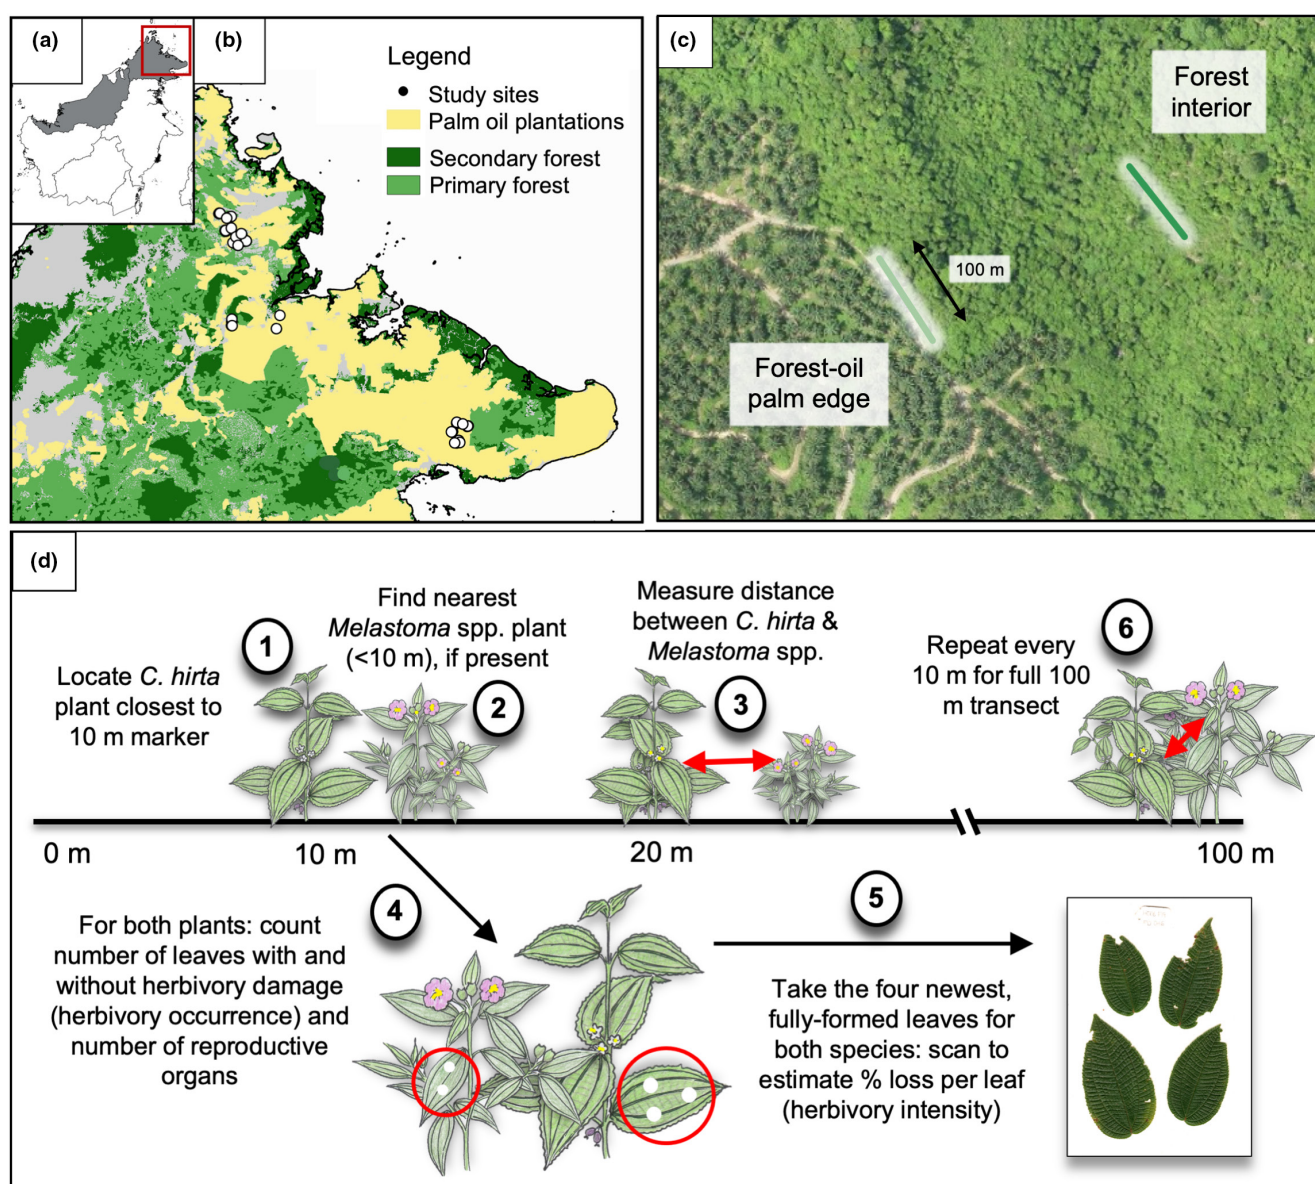 (a)
(b)
Legend
Study sites
Palm oil plantations
Secondary forest
Primary forest
(c)
Forest
interior
100 m
Forest-oil
palm edge
(d)
1
Locate C. hirta
plant closest to
10 m marker
Find nearest
Melastoma spp. plant
(<10 m), if present
2
Measure distance
between C. hirta &
Melastoma spp.
3
Repeat every
10 m for full 100
m transect
6
0 m
10 m
20 m
100 m
4
For both plants: count
number of leaves with and
without herbivory damage
(herbivory occurrence) and
number of reproductive
organs
5
Take the four newest,
fully-formed leaves for
both species: scan to
estimate % loss per leaf
(herbivory intensity)